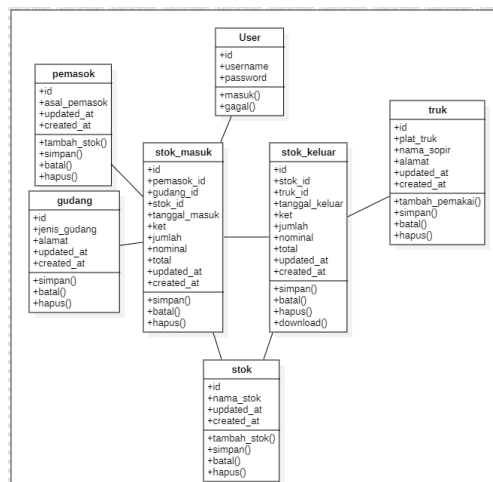 User
+id
+username
+password
+masuk()
+gagal()
pemasok
+id
+asal_pemasok
+updated_at
+created_at
+tambah_stok()
+simpan()
+batal()
+hapus()
truk
+id
+plat_truk
+nama_sopir
+alamat
+updated_at
+created_at
+tambah_pemakai()
+simpan()
+batal()
+hapus()
stok_masuk
+id
+pemasok_id
+gudang_id
+stok_id
+tanggal_masuk
+ket
+jumlah
+nominal
+total
+updated_at
+created_at
+simpan()
+batal()
+hapus()
stok_keluar
+id
+stok_id
+truk_id
+tanggal_keluar
+ket
+jumlah
+nominal
+total
+updated_at
+created_at
+simpan()
+batal()
+hapus()
+download()
gudang
+id
+jenis_gudang
+alamat
+updated_at
+created_at
+simpan()
+batal()
+hapus()
stok
+id
+nama_stok
+updated_at
+created_at
+tambah_stok()
+simpan()
+batal()
+hapus()